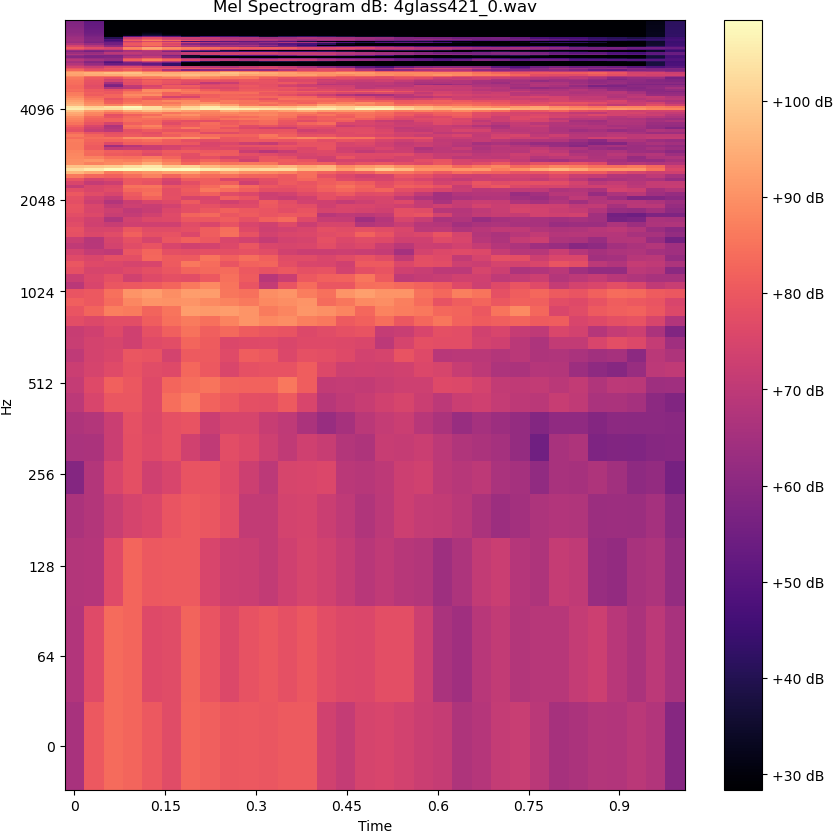 Mel Spectrogram dB: 4glass421_0.wav
4096
2048
1024
512
256
128
64
0
Hz
0 0.15 0.3 0.45 0.6 0.75 0.9
Time
+100 dB
+90 dB
+80 dB
+70 dB
+60 dB
+50 dB
+40 dB
+30 dB